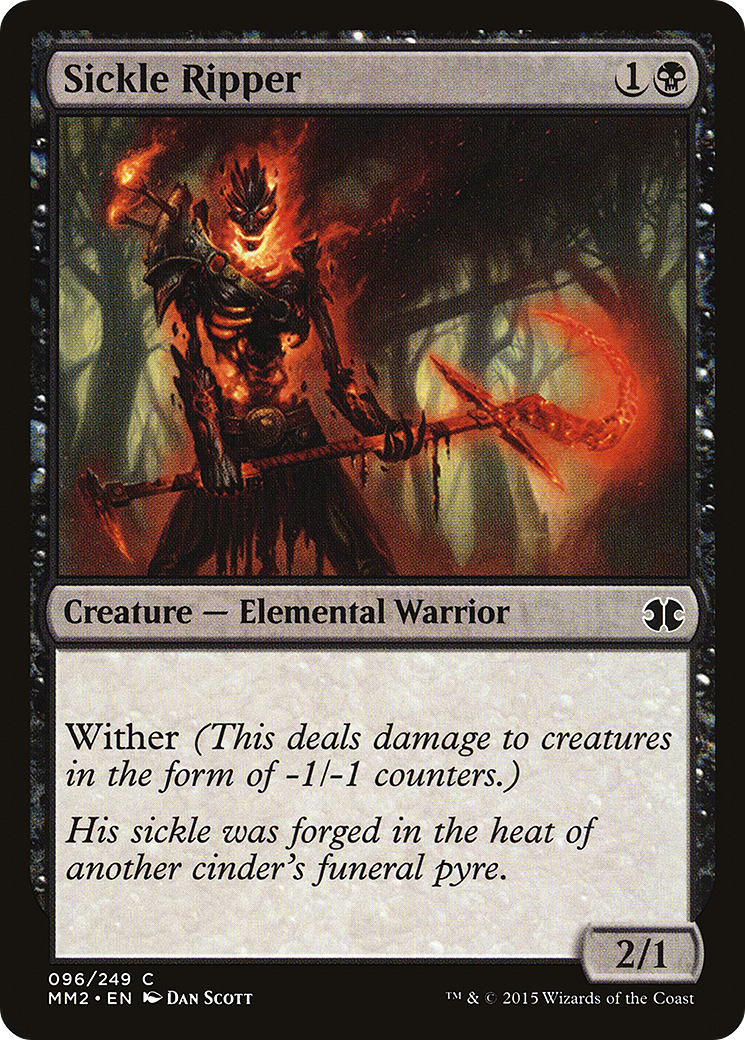 Sickle Ripper 1
Creature — Elemental Warrior
Wither (This deals damage to creatures
in the form of -1/-1 counters.)
His sickle was forged in the heat of
another cinder's funeral pyre.
2/1
096/249 C
MM2 • EN Dan Scott
™ & © 2015 Wizards of the Coast